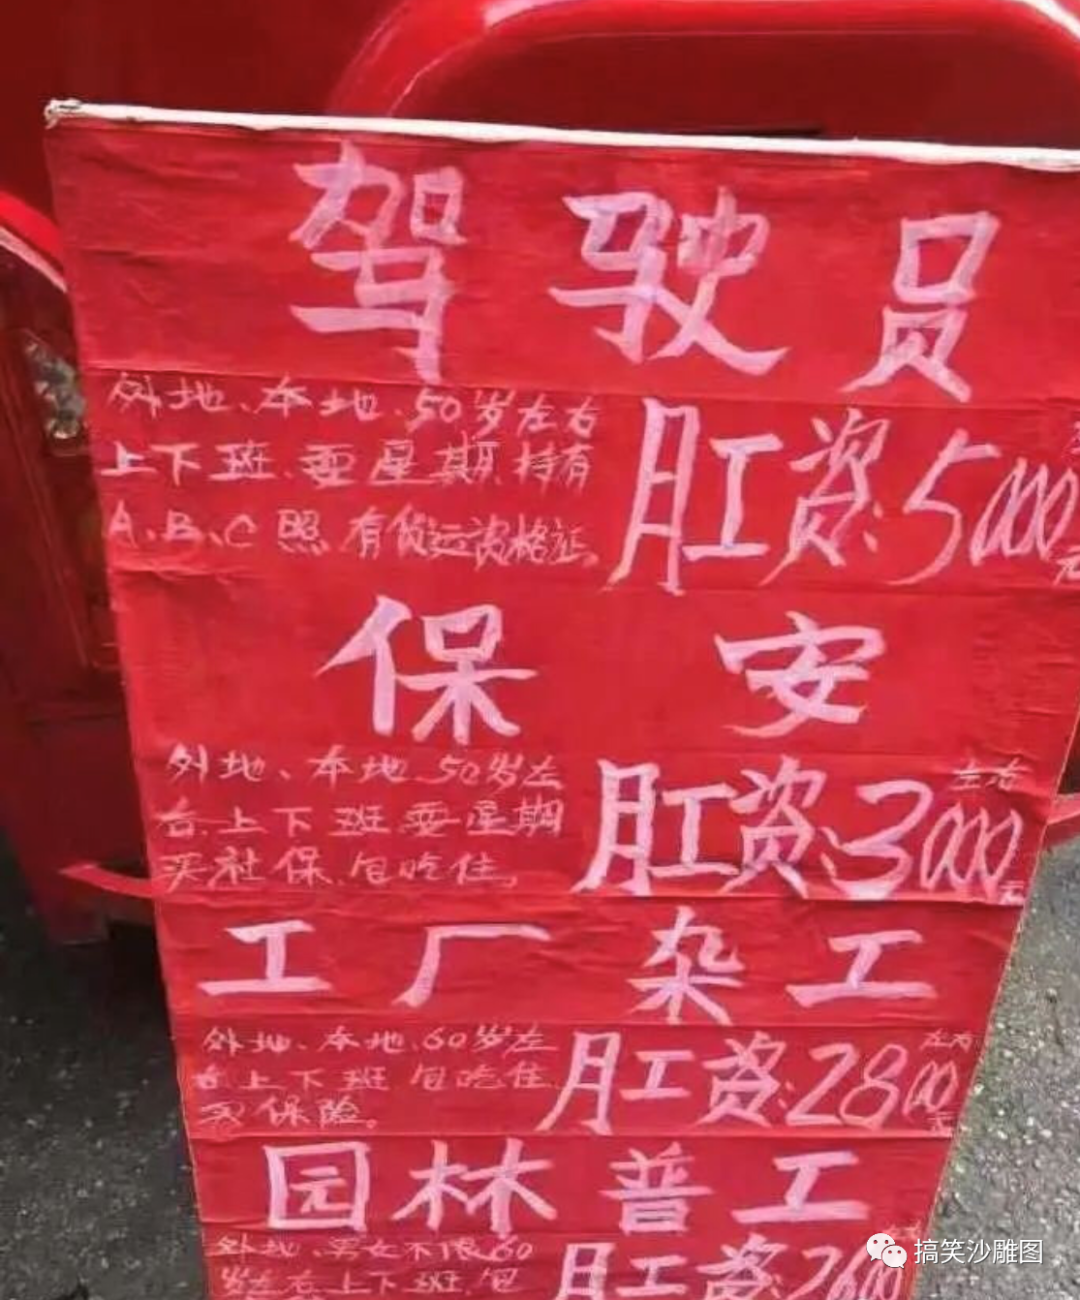 驾驶员
外地、本地、50岁左右
上下班、要星期、持有
A、B、C照 有货运资格证。
月工资:5000元
保安
外地、本地、50岁左
右、上下班、要星期
买社保、包吃住,
月工资:3000元
左右
工厂杂工
外地、本地、60岁左
右上下班 包吃住
买保险。
月工资:2800元
左右
园林普工
外地、男女不限60
岁左右、上下班、包
月工资:2600
搞笑沙雕图